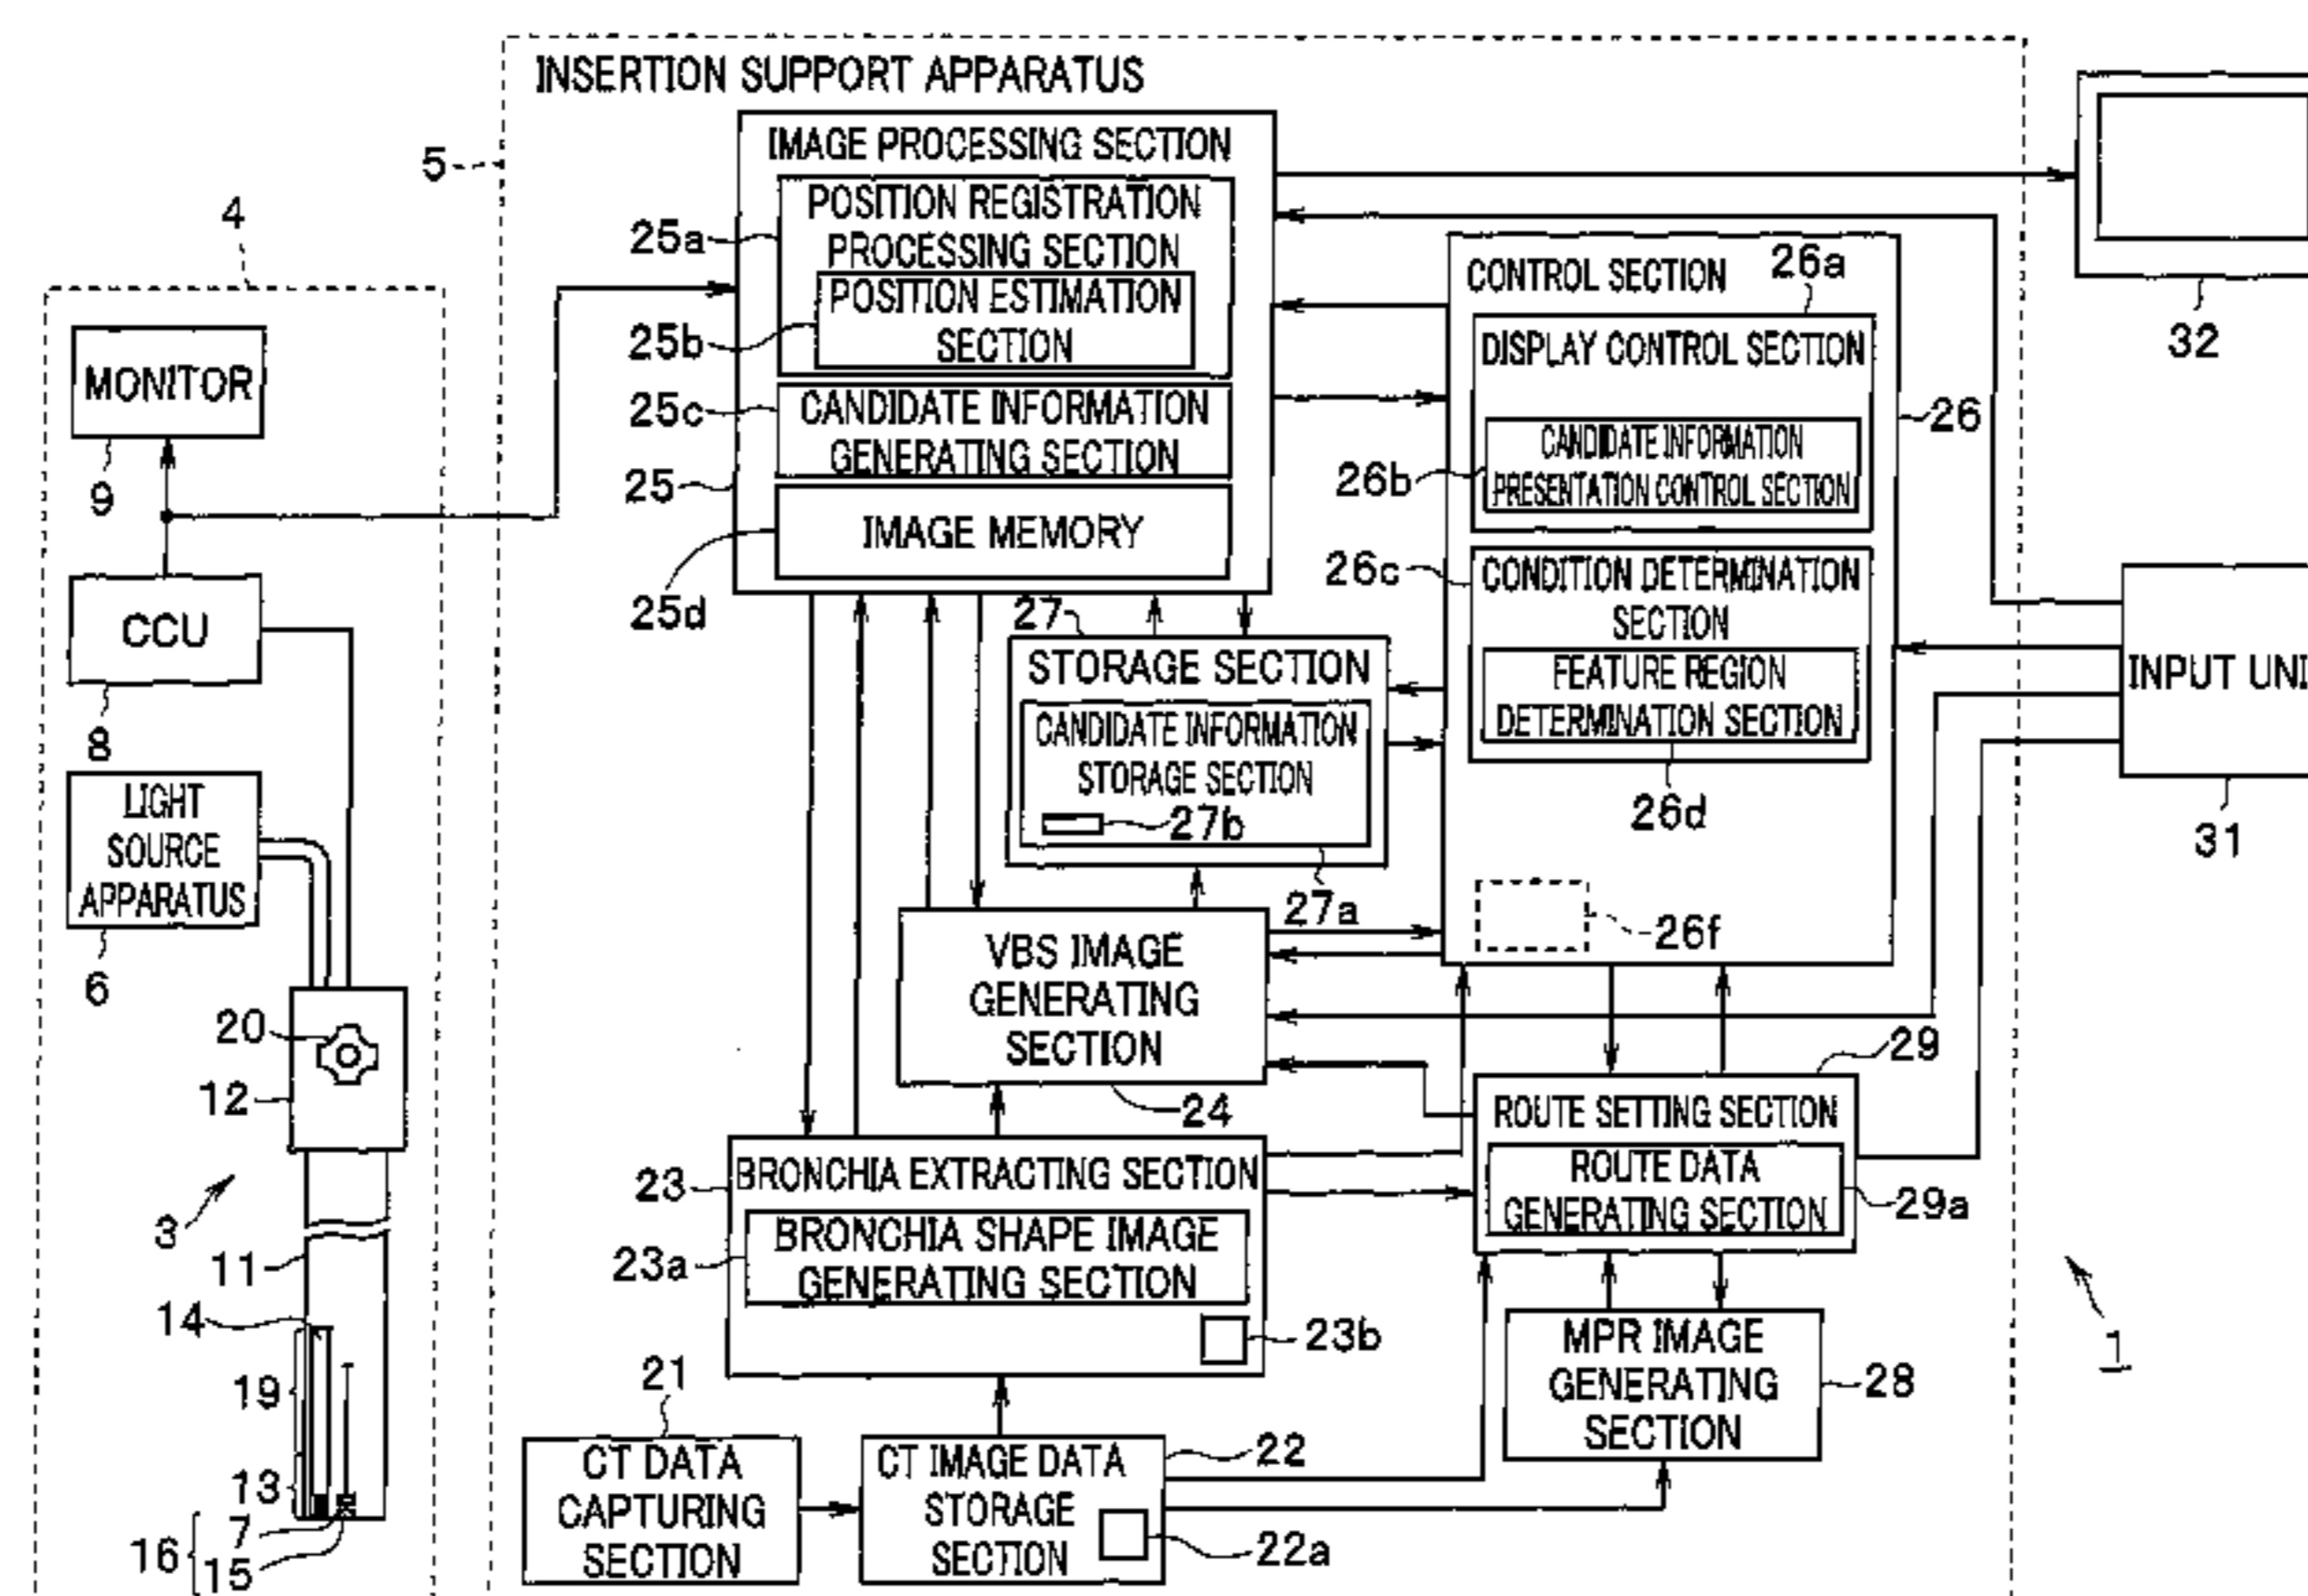 INSERTION SUPPORT APPARATUS
5
IMAGE PROCESSING SECTION
25a
POSITION REGISTRATION
PROCESSING SECTION
25b
POSITION ESTIMATION
SECTION
25c
CANDIDATE INFORMATION
GENERATING SECTION
25
IMAGE MEMORY
25d
4
MONITOR
9
CCU
8
LIGHT
SOURCE
APPARATUS
6
20
12
3
11
14
19
13
7
16
15
CONTROL SECTION
26a
DISPLAY CONTROL SECTION
26
CANDIDATE INFORMATION
PRESENTATION CONTROL SECTION
26b
26c
CONDITION DETERMINATION
SECTION
FEATURE REGION
DETERMINATION SECTION
26d
26f
32
INPUT UNI
31
27
STORAGE SECTION
CANDIDATE INFORMATION
STORAGE SECTION
27b
27a
VBS IMAGE
GENERATING
SECTION
24
29
ROUTE SETTING SECTION
ROUTE DATA
GENERATING SECTION
29a
23
BRONCHIA EXTRACTING SECTION
23a
BRONCHIA SHAPE IMAGE
GENERATING SECTION
23b
MPR IMAGE
GENERATING
SECTION
28
1
21
CT DATA
CAPTURING
SECTION
CT IMAGE DATA
STORAGE
SECTION
22
22a